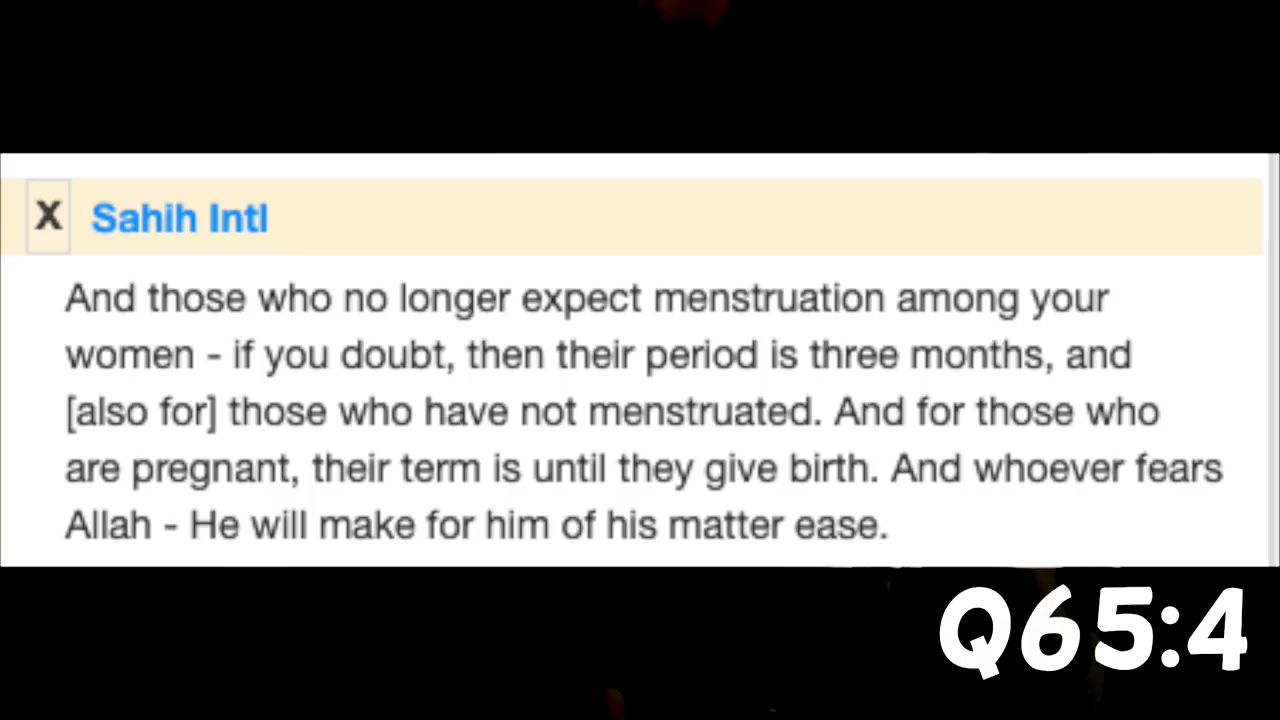 X Sahih Intl
And those who no longer expect menstruation among your
women - if you doubt, then their period is three months, and
[also for] those who have not menstruated. And for those who
are pregnant, their term is until they give birth. And whoever fears
Allah - He will make for him of his matter ease.
Q65:4